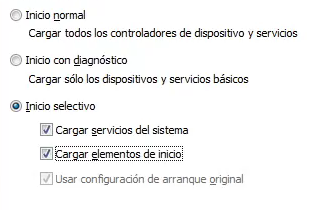 Inicio normal
Cargar todos los controladores de dispositivo y servicios
Inicio con diagnóstico
Cargar sólo los dispositivos y servicios básicos
Inicio selectivo
Cargar servicios del sistema
Cargar elementos de inicio
Usar configuración de arranque original